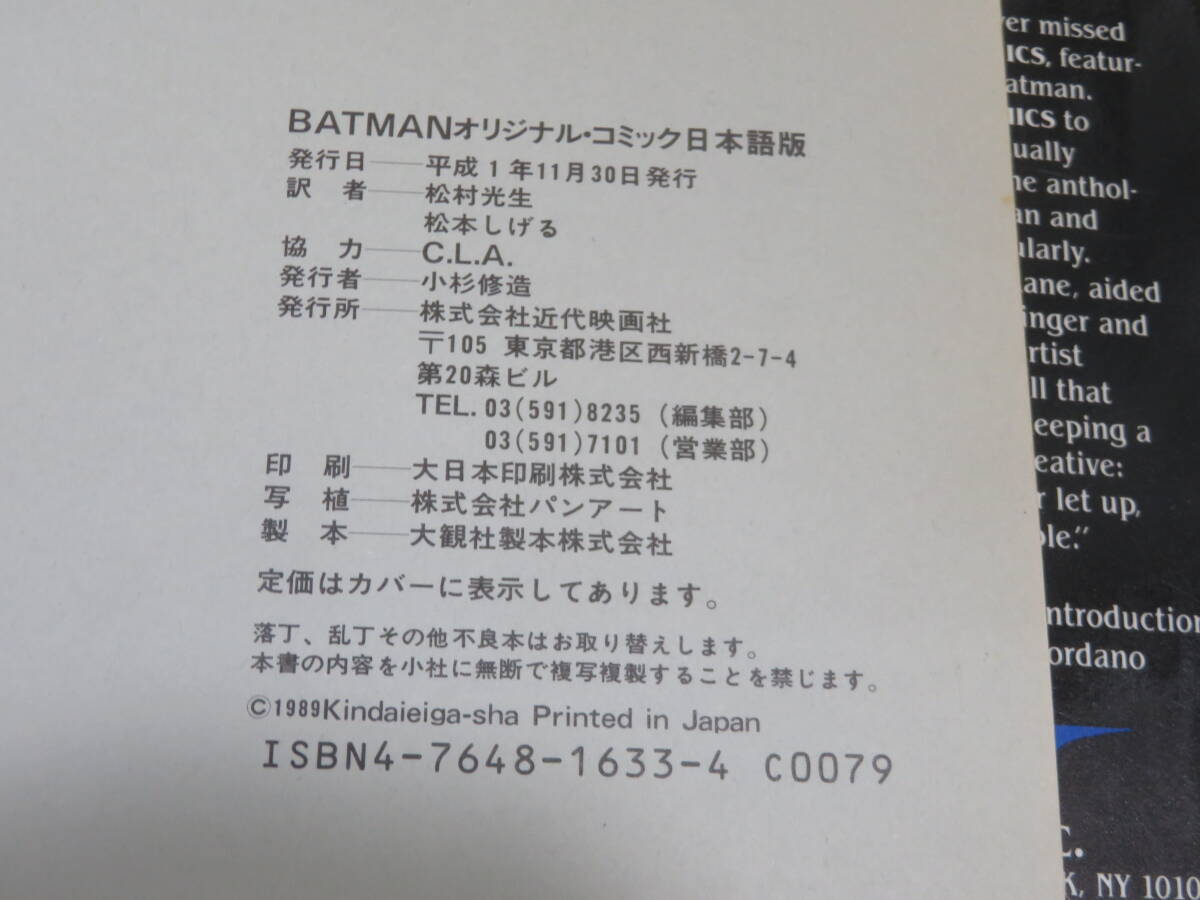 BATMANオリジナル・コミック日本語版
発行日――平成1年11月30日発行
訳　者――松村光生
松本しげる
協　力――C.L.A.
発行者――小杉修造
発行所――株式会社近代映画社
〒105 東京都港区西新橋2-7-4
第20森ビル
TEL. 03(591)8235 (編集部)
03(591)7101 (営業部)
印　刷――大日本印刷株式会社
写　植――株式会社パンアート
製　本――大観社製本株式会社
定価はカバーに表示してあります。
落丁、乱丁その他不良本はお取り替えします。
本書の内容を小社に無断で複写複製することを禁じます。
©1989Kindaieiga-sha Printed in Japan
ISBN4-7648-1633-4 C0079
missed
ICS, featur-
atman.
IICS to
ually
anthol-
and
ularly.
ane, aided
inger and
rtist
ll that
eeping a
eative:
let up,
ole."
ntroduction
ordano
C.
K, NY 1010